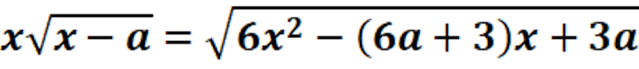 x√(x − a) = √(6x² − (6a + 3)x + 3a)